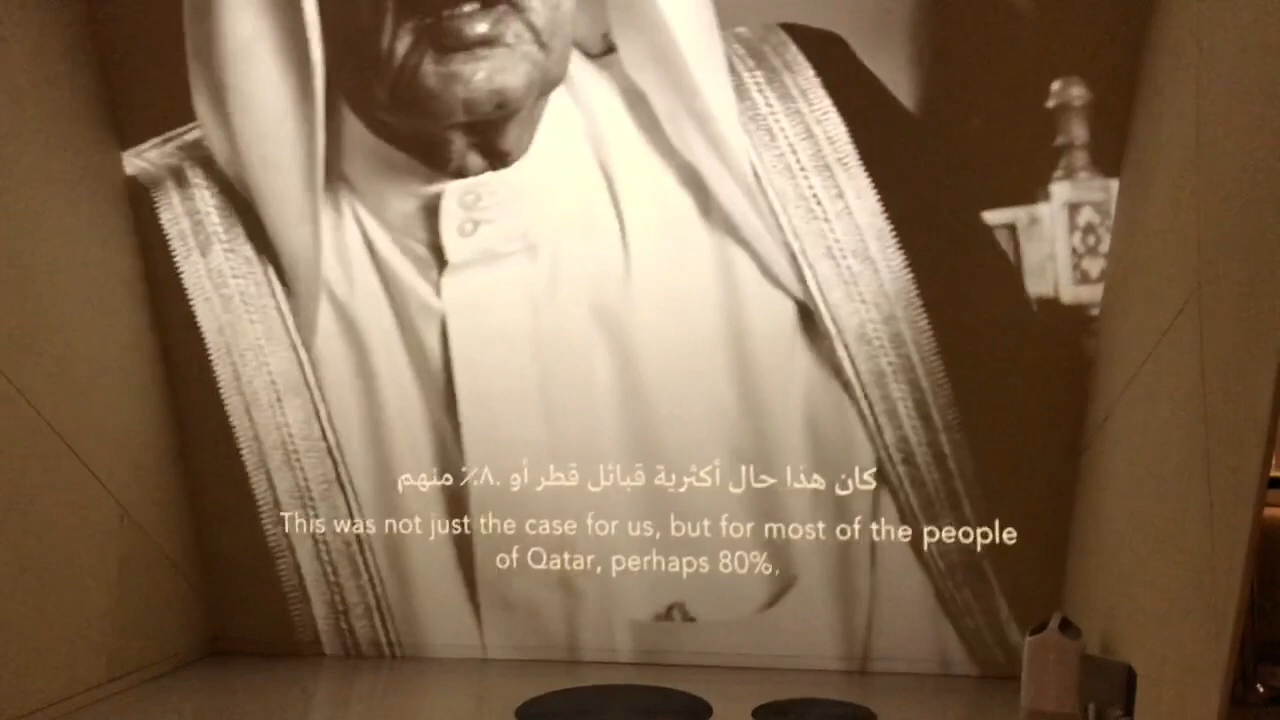 كان هذا حال أكثرية قبائل قطر أو .٨٪ منهم
This was not just the case for us, but for most of the people
of Qatar, perhaps 80%.